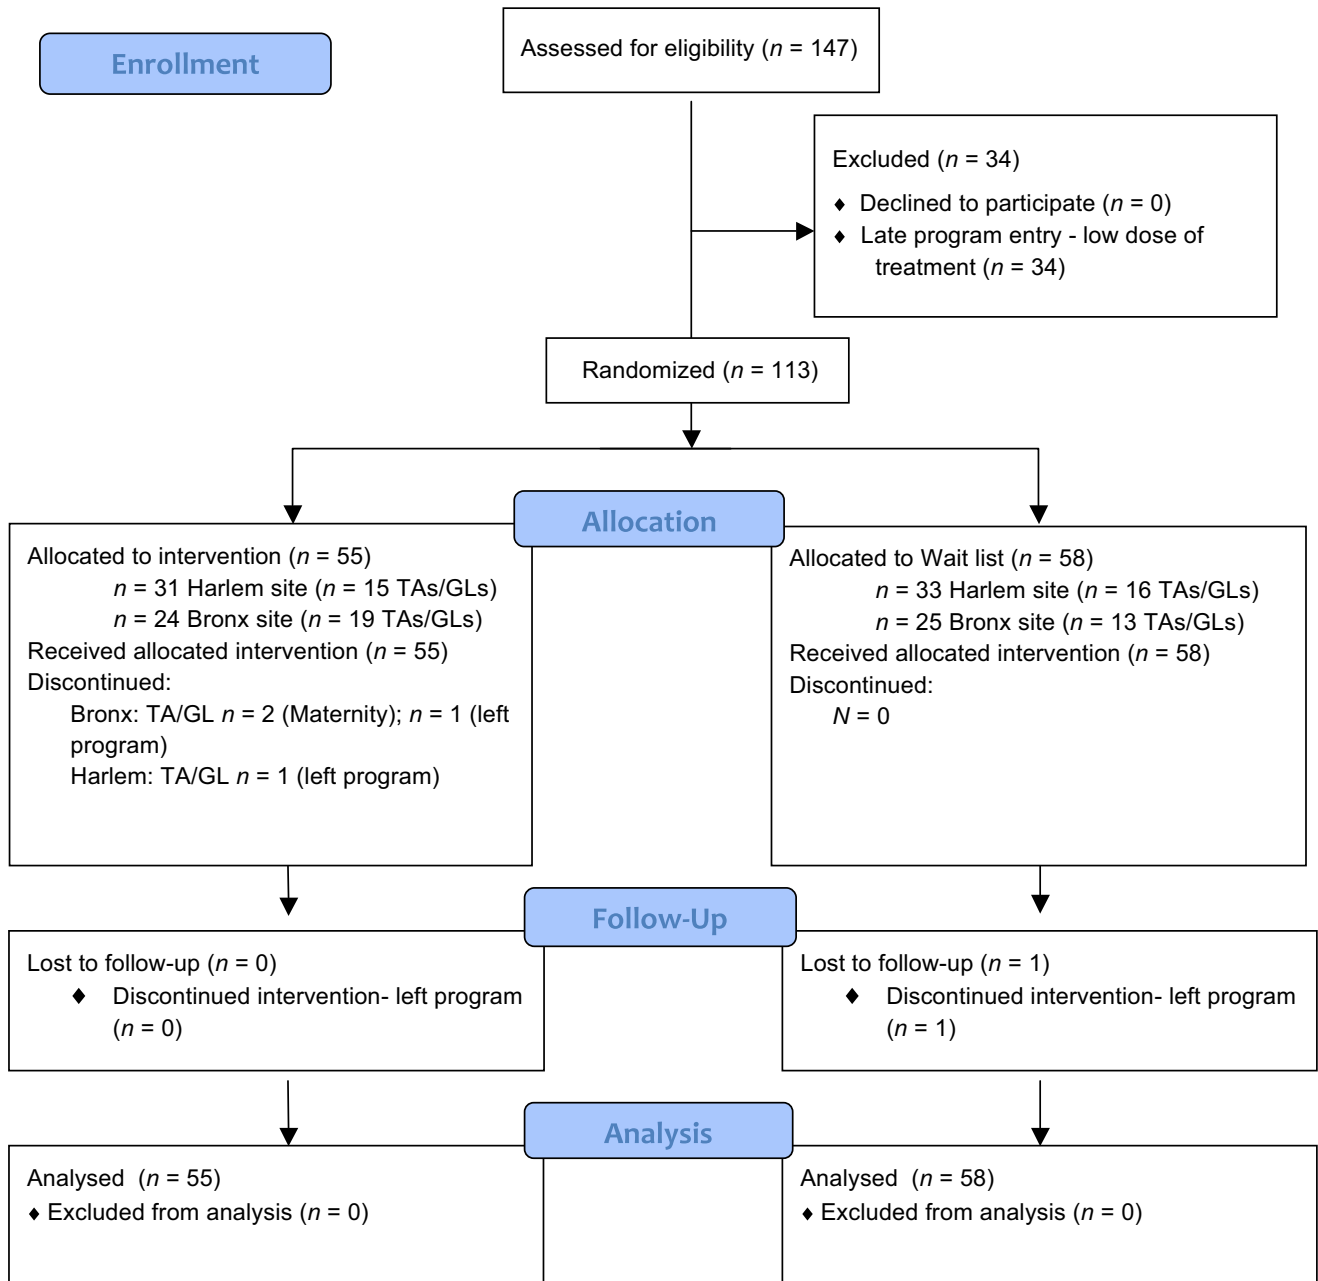 Enrollment
Assessed for eligibility (n = 147)
Excluded (n = 34)
♦ Declined to participate (n = 0)
♦ Late program entry - low dose of
treatment (n = 34)
Randomized (n = 113)
Allocation
Allocated to intervention (n = 55)
n = 31 Harlem site (n = 15 TAs/GLs)
n = 24 Bronx site (n = 19 TAs/GLs)
Received allocated intervention (n = 55)
Discontinued:
Bronx: TA/GL n = 2 (Maternity); n = 1 (left
program)
Harlem: TA/GL n = 1 (left program)
Allocated to Wait list (n = 58)
n = 33 Harlem site (n = 16 TAs/GLs)
n = 25 Bronx site (n = 13 TAs/GLs)
Received allocated intervention (n = 58)
Discontinued:
N = 0
Follow-Up
Lost to follow-up (n = 0)
♦ Discontinued intervention- left program
(n = 0)
Lost to follow-up (n = 1)
♦ Discontinued intervention- left program
(n = 1)
Analysis
Analysed (n = 55)
♦ Excluded from analysis (n = 0)
Analysed (n = 58)
♦ Excluded from analysis (n = 0)